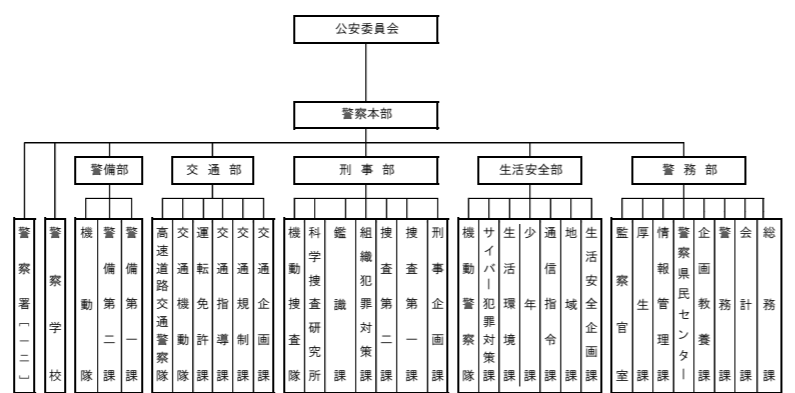 公安委員会
警察本部
警務部
生活安全部
刑事部
交通部
警備部
総務課
会計課
警務課
企画教養課
警察県民センター
情報管理課
厚生課
監察官室
生活安全企画課
地域課
通信指令課
少年課
生活環境課
サイバー犯罪対策課
機動警察隊
刑事企画課
捜査第一課
捜査第二課
組織犯罪対策課
鑑識課
科学捜査研究所
機動捜査隊
交通企画課
交通規制課
交通指導課
運転免許課
交通機動隊
高速道路交通警察隊
警備第一課
警備第二課
機動隊
警察学校
警察署〔一二〕